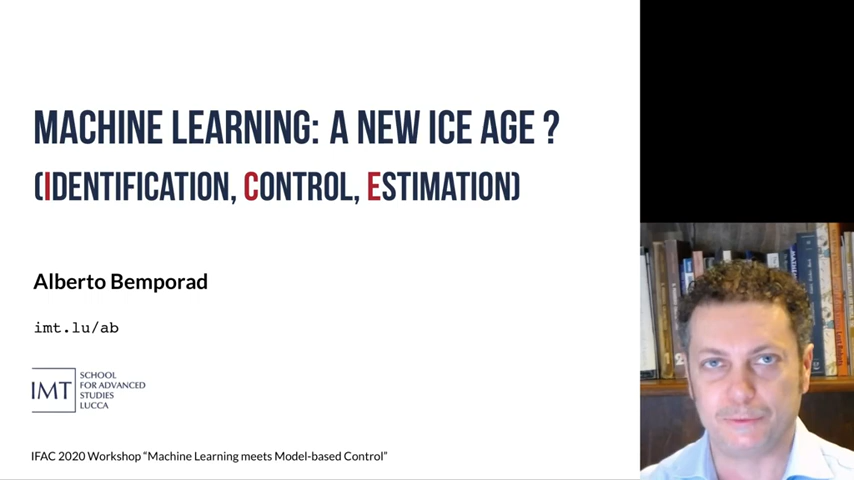 MACHINE LEARNING: A NEW ICE AGE ?
(IDENTIFICATION, CONTROL, ESTIMATION)
Alberto Bemporad
imt.lu/ab
IMT
SCHOOL
FOR ADVANCED
STUDIES
LUCCA
IFAC 2020 Workshop “Machine Learning meets Model-based Control”